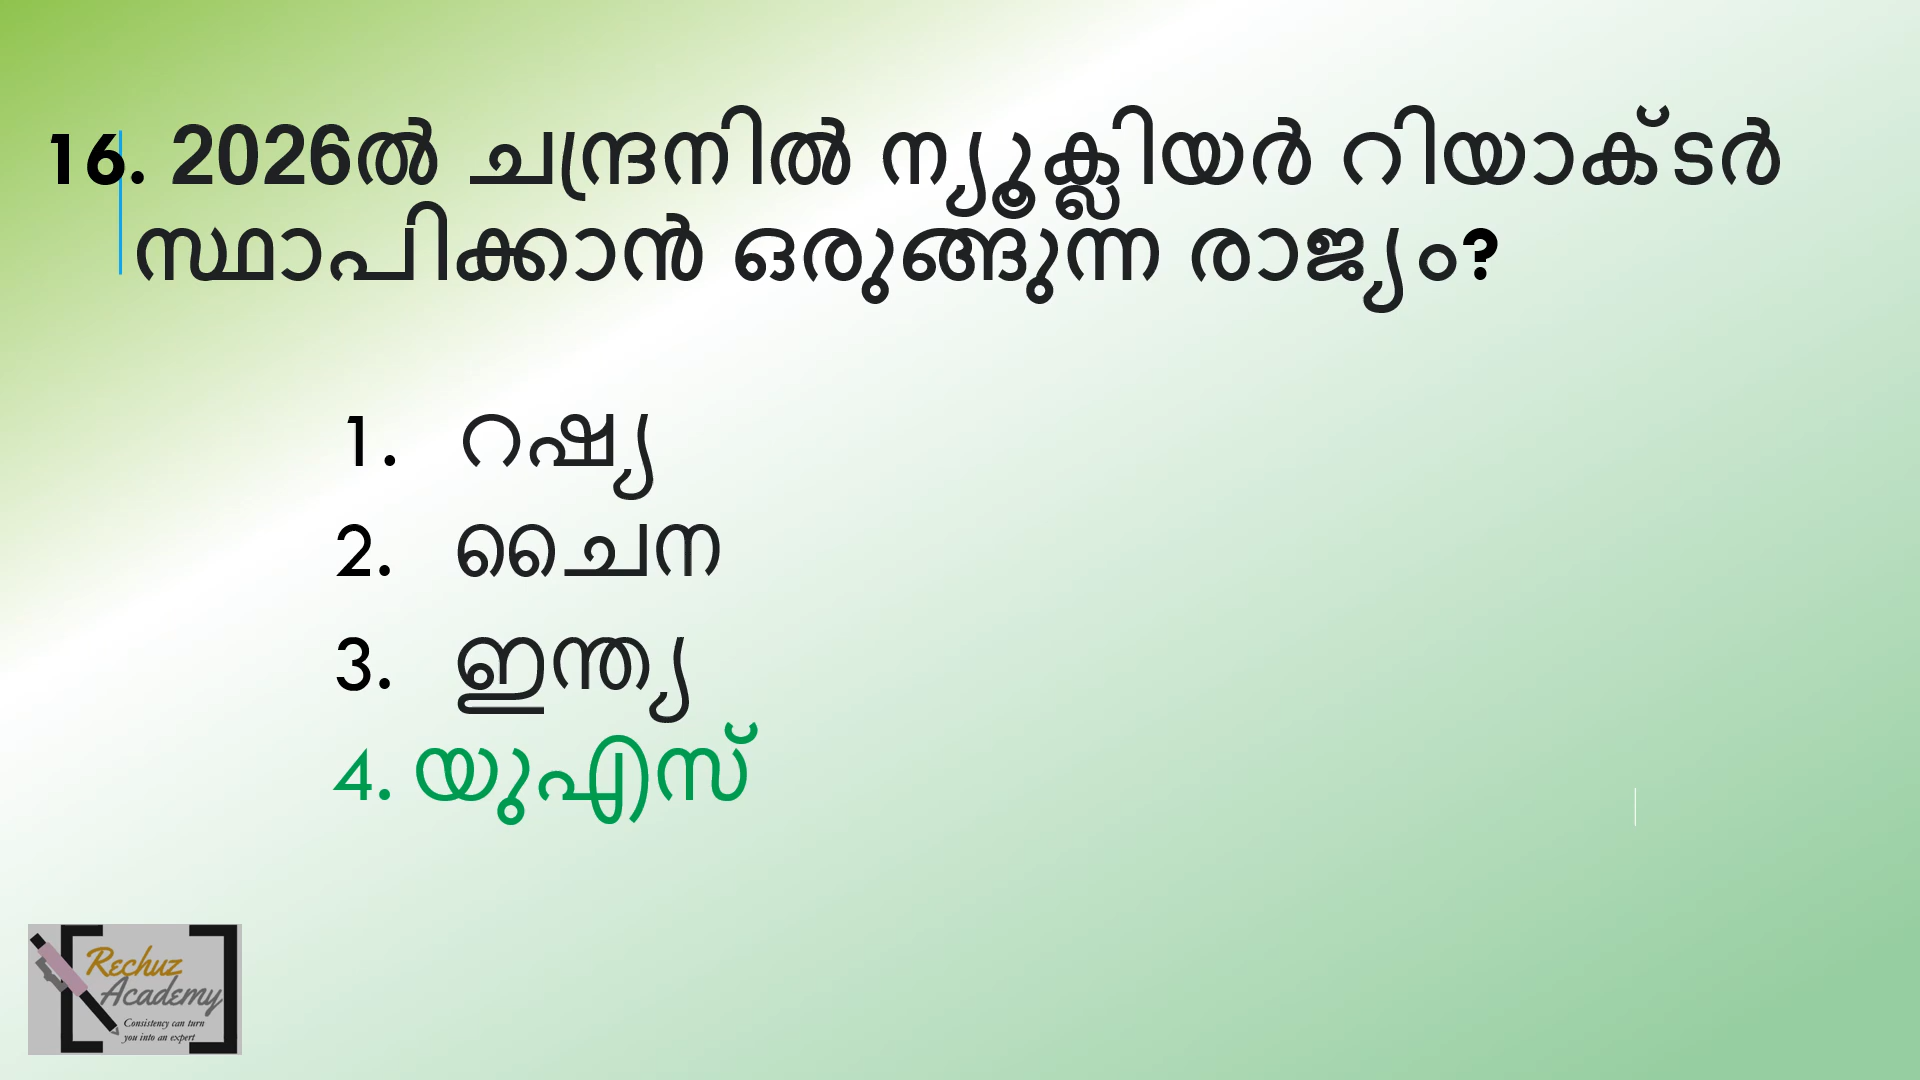 16. 2026ൽ ചന്ദ്രനിൽ ന്യൂക്ലിയർ റിയാക്ടർ
സ്ഥാപിക്കാൻ ഒരുങ്ങുന്ന രാജ്യം?
1. റഷ്യ
2. ചൈന
3. ഇന്ത്യ
4. യുഎസ്
Rechuz
Academy
Consistency can turn
you into an expert